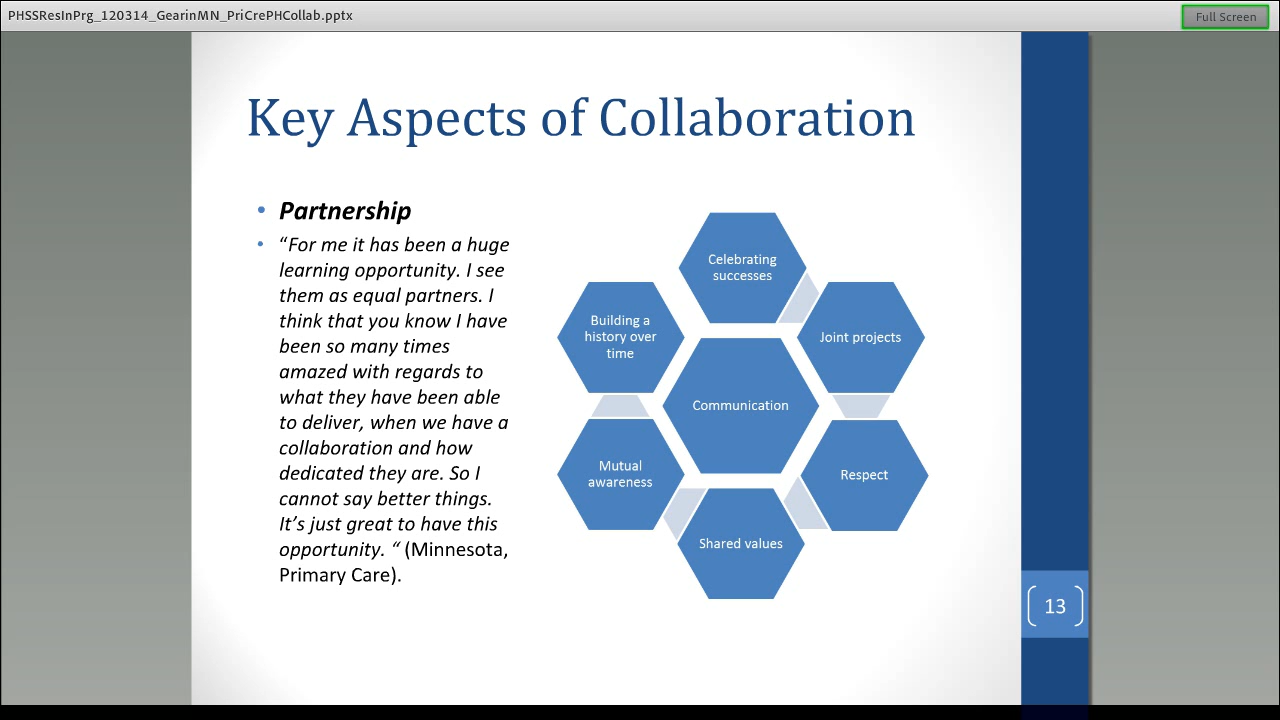 PHSSResInPrg_120314_GearinMN_PriCrePHCollab.pptx
Full Screen
Key Aspects of Collaboration
• Partnership
• “For me it has been a huge
learning opportunity. I see
them as equal partners. I
think that you know I have
been so many times
amazed with regards to
what they have been able
to deliver, when we have a
collaboration and how
dedicated they are. So I
cannot say better things.
It’s just great to have this
opportunity. “ (Minnesota,
Primary Care).
Celebrating
successes
Joint projects
Respect
Shared values
Mutual
awareness
Building a
history over
time
Communication
13